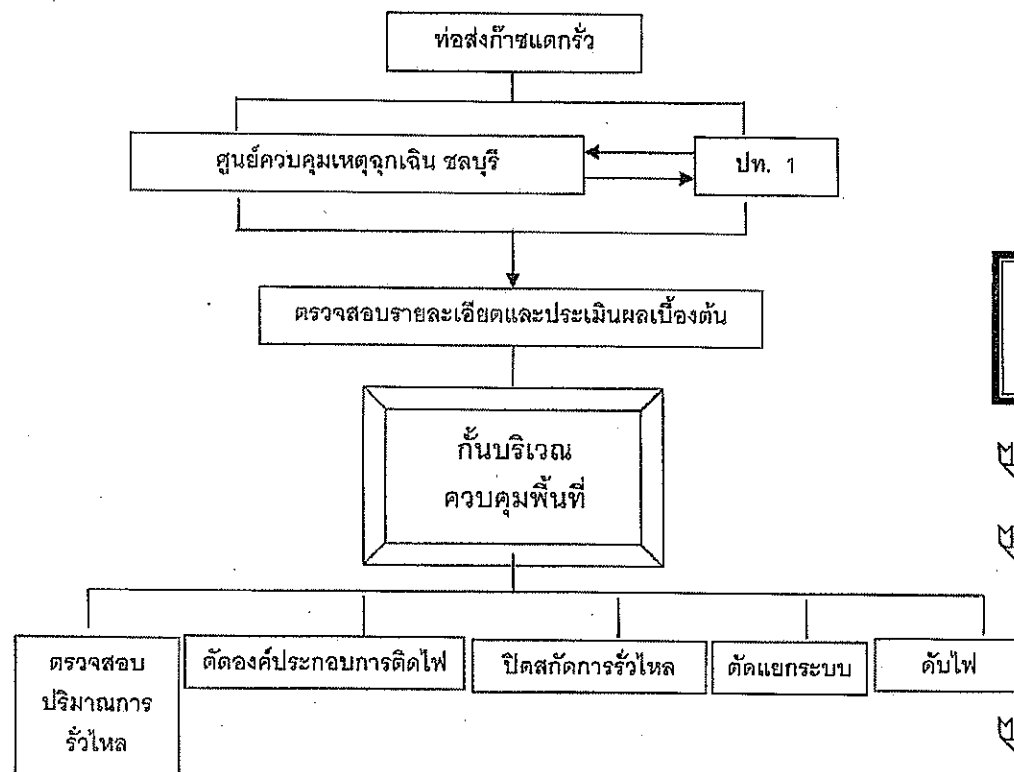 ท่อส่งก๊าซแตกรั่ว
ศูนย์ควบคุมเหตุฉุกเฉิน ชลบุรี
ปท. 1
ตรวจสอบรายละเอียดและประเมินผลเบื้องต้น
กั้นบริเวณ
ควบคุมพื้นที่
ตรวจสอบ
ปริมาณการ
รั่วไหล
ตัดองค์ประกอบการติดไฟ
ปิดสกัดการรั่วไหล
ตัดแยกระบบ
ดับไฟ